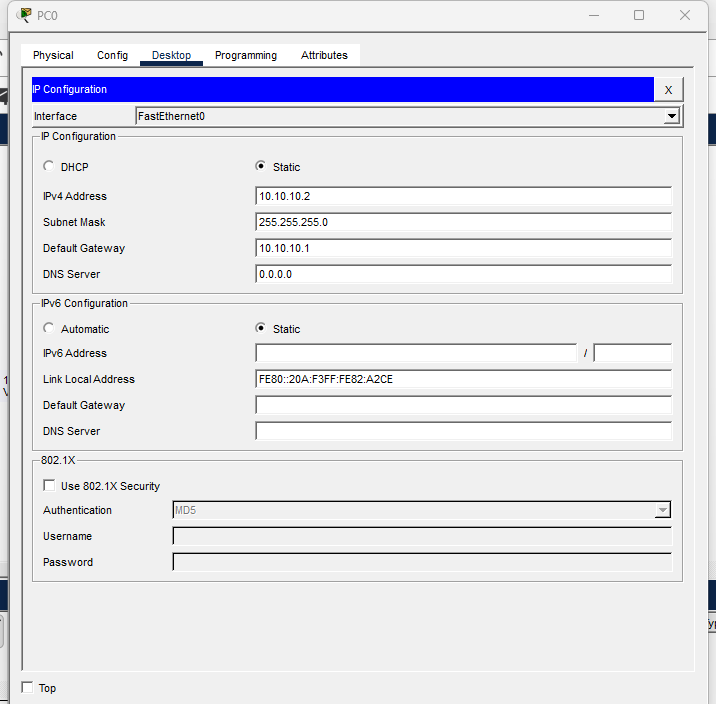 PC0
Physical Config Desktop Programming Attributes
IP Configuration X
Interface FastEthernet0
IP Configuration
DHCP Static
IPv4 Address 10.10.10.2
Subnet Mask 255.255.255.0
Default Gateway 10.10.10.1
DNS Server 0.0.0.0
IPv6 Configuration
Automatic Static
IPv6 Address /
Link Local Address FE80::20A:F3FF:FE82:A2CE
Default Gateway
DNS Server
802.1X
Use 802.1X Security
Authentication MD5
Username
Password
Top